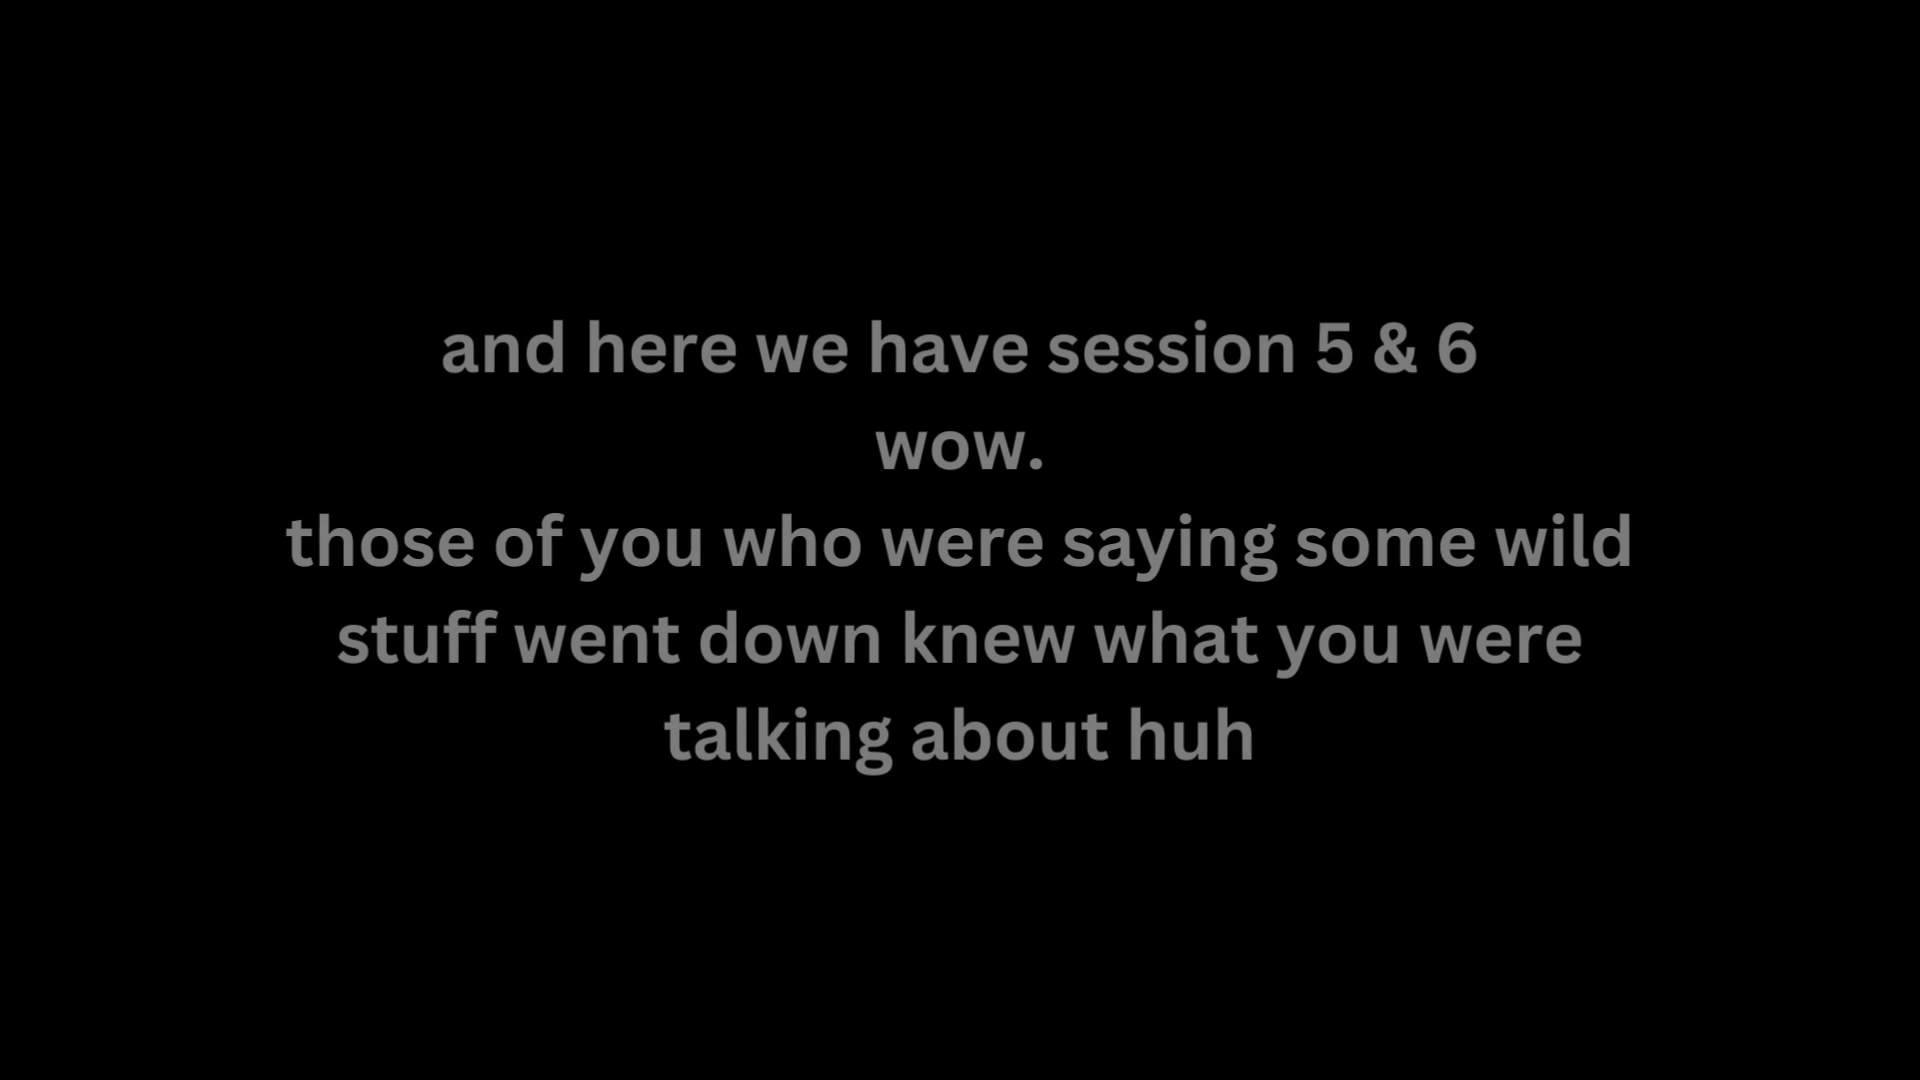 and here we have session 5 & 6
wow.
those of you who were saying some wild
stuff went down knew what you were
talking about huh